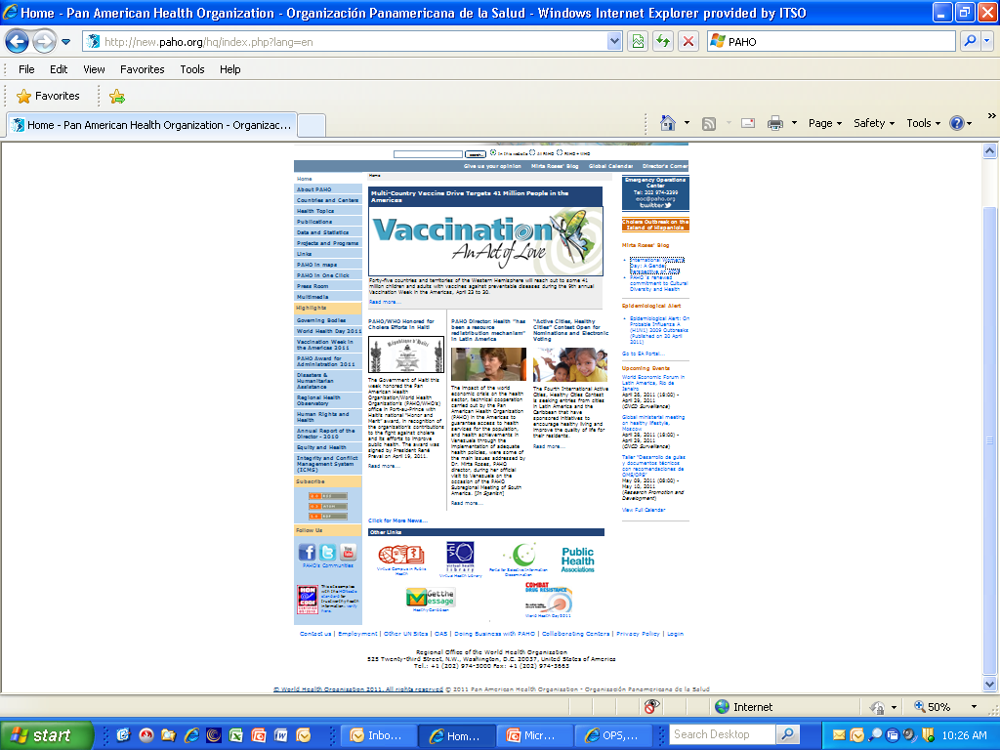 Home - Pan American Health Organization - Organización Panamericana de la Salud - Windows Internet Explorer provided by ITSO
http://new.paho.org/hq/index.php?lang=en
PAHO
File Edit View Favorites Tools Help
Favorites
Home - Pan American Health Organization - Organizac...
Page Safety Tools
In this website All PAHO PAHO + WHO
Give us your opinion Mirta Roses' Blog Global Calendar Director's Corner
Home
About PAHO
Countries and Centers
Health Topics
Publications
Data and Statistics
Projects and Programs
Links
PAHO in maps
PAHO in One Click
Press Room
Multimedia
Highlights
Governing Bodies
World Health Day 2011
Vaccination Week in
the Americas 2011
PAHO Award for
Administration 2011
Disasters &
Humanitarian
Assistance
Regional Health
Observatory
Human Rights and
Health
Annual Report of the
Director - 2010
Equity and Health
Integrity and Conflict
Management System
(ICMS)
Subscribe
Follow Us
PAHO's Communities
Home
Multi-Country Vaccine Drive Targets 41 Million People in the
Americas
Vaccination
An Act of Love
Forty-five countries and territories of the Western Hemisphere will reach out to some 41
million children and adults with vaccines against preventable diseases during the 9th annual
Vaccination Week in the Americas, April 23 to 30.
Read more...
PAHO/WHO Honored for
Cholera Efforts in Haiti
The Government of Haiti this
week honored the Pan
American Health
Organization/World Health
Organization's (PAHO/WHO's)
office in Port-au-Prince with
Haiti's national "Honor and
Merit" award, in recognition of
the organization's contributions
to the fight against cholera
and its efforts to improve
public health. The award was
signed by President René
Preval on April 19, 2011.
Read more...
PAHO Director: Health "has
been a resource
redistribution mechanism"
in Latin America
The impact of the world
economic crisis on the health
sector, technical cooperation
carried out by the Pan
American Health Organization
(PAHO) in the Americas to
guarantee access to health
services for the population,
and health achievements in
Venezuela through the
implementation of adequate
health policies, were some of
the main issues addressed by
Dr. Mirta Roses, PAHO
director, during her official
visit to Venezuela on the
occasion of the PAHO
Subregional Meeting of South
America. [In Spanish]
Read more...
"Active Cities, Healthy
Cities" Contest Open for
Nominations and Electronic
Voting
The Fourth International Active
Cities, Healthy Cities Contest
is seeking entries from cities
in Latin America and the
Caribbean that have
sponsored initiatives to
encourage healthy living and
improve the quality of life for
their residents.
Read more...
Click for More News...
Other Links
Virtual Campus in Public
Health
virtual health
library
Virtual Health Library
Public
Health
Associations
Get the
Message
Healthy Caribbean
COMBAT
DRUG RESISTANCE
World Health Day 2011
Emergency Operations
Center
Tel: 202 974-3399
eoc@paho.org
twitter
Cholera Outbreak on the
Island of Hispaniola
Mirta Roses' Blog
International Women's
Day: A Gender
PAHO's renewed
commitment to Cultural
Diversity and Health
Epidemiological Alert
Epidemiological Alert: On
Probable Influenza A
(H1N1) 2009 Outbreaks
(Published on 20 April
2011)
Go to EA Portal...
Upcoming Events
World Economic Forum in
Latin America, Rio de
Janeiro
April 28, 2011 (18:00) -
April 29, 2011
(CNCD Surveillance)
Global ministerial meeting
on healthy lifestyle,
Moscow
April 28, 2011 (18:00) -
April 29, 2011
(CNCD Surveillance)
Taller "Desarrollo de guías
y documentos técnicos
con recomendaciones de
OMS/OPS"
May 09, 2011 (08:00) -
May 10, 2011
(Research Promotion and
Development)
View Full Calendar
Contact us | Employment | Other UN Sites | OAS | Doing Business with PAHO | Collaborating Centers | Privacy Policy | Login
Regional Office of the World Health Organization
525 Twenty-third Street, N.W., Washington, D.C. 20037, United States of America
Tel.: +1 (202) 974-3000 Fax: +1 (202) 974-3663
© World Health Organization 2011. All rights reserved © 2011 Pan American Health Organization - Organización Panamericana de la Salud
Internet
50%
start
Inbo...
Hom...
Micr...
OPS,...
Search Desktop
10:26 AM